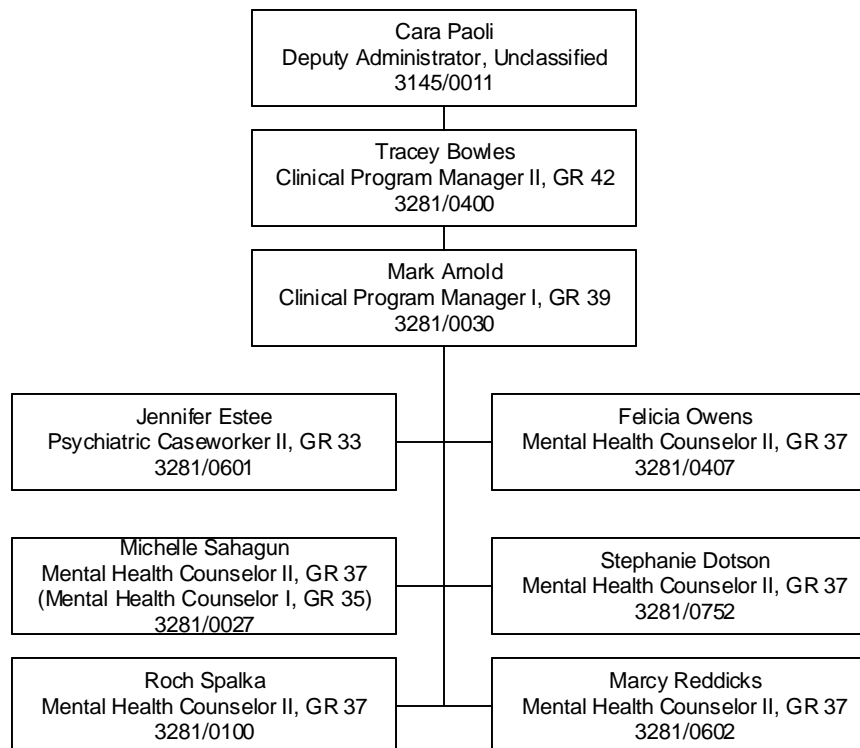 Cara Paoli
Deputy Administrator, Unclassified
3145/0011
Tracey Bowles
Clinical Program Manager II, GR 42
3281/0400
Mark Arnold
Clinical Program Manager I, GR 39
3281/0030
Jennifer Estee
Psychiatric Caseworker II, GR 33
3281/0601
Felicia Owens
Mental Health Counselor II, GR 37
3281/0407
Michelle Sahagun
Mental Health Counselor II, GR 37
(Mental Health Counselor I, GR 35)
3281/0027
Stephanie Dotson
Mental Health Counselor II, GR 37
3281/0752
Roch Spalka
Mental Health Counselor II, GR 37
3281/0100
Marcy Reddicks
Mental Health Counselor II, GR 37
3281/0602